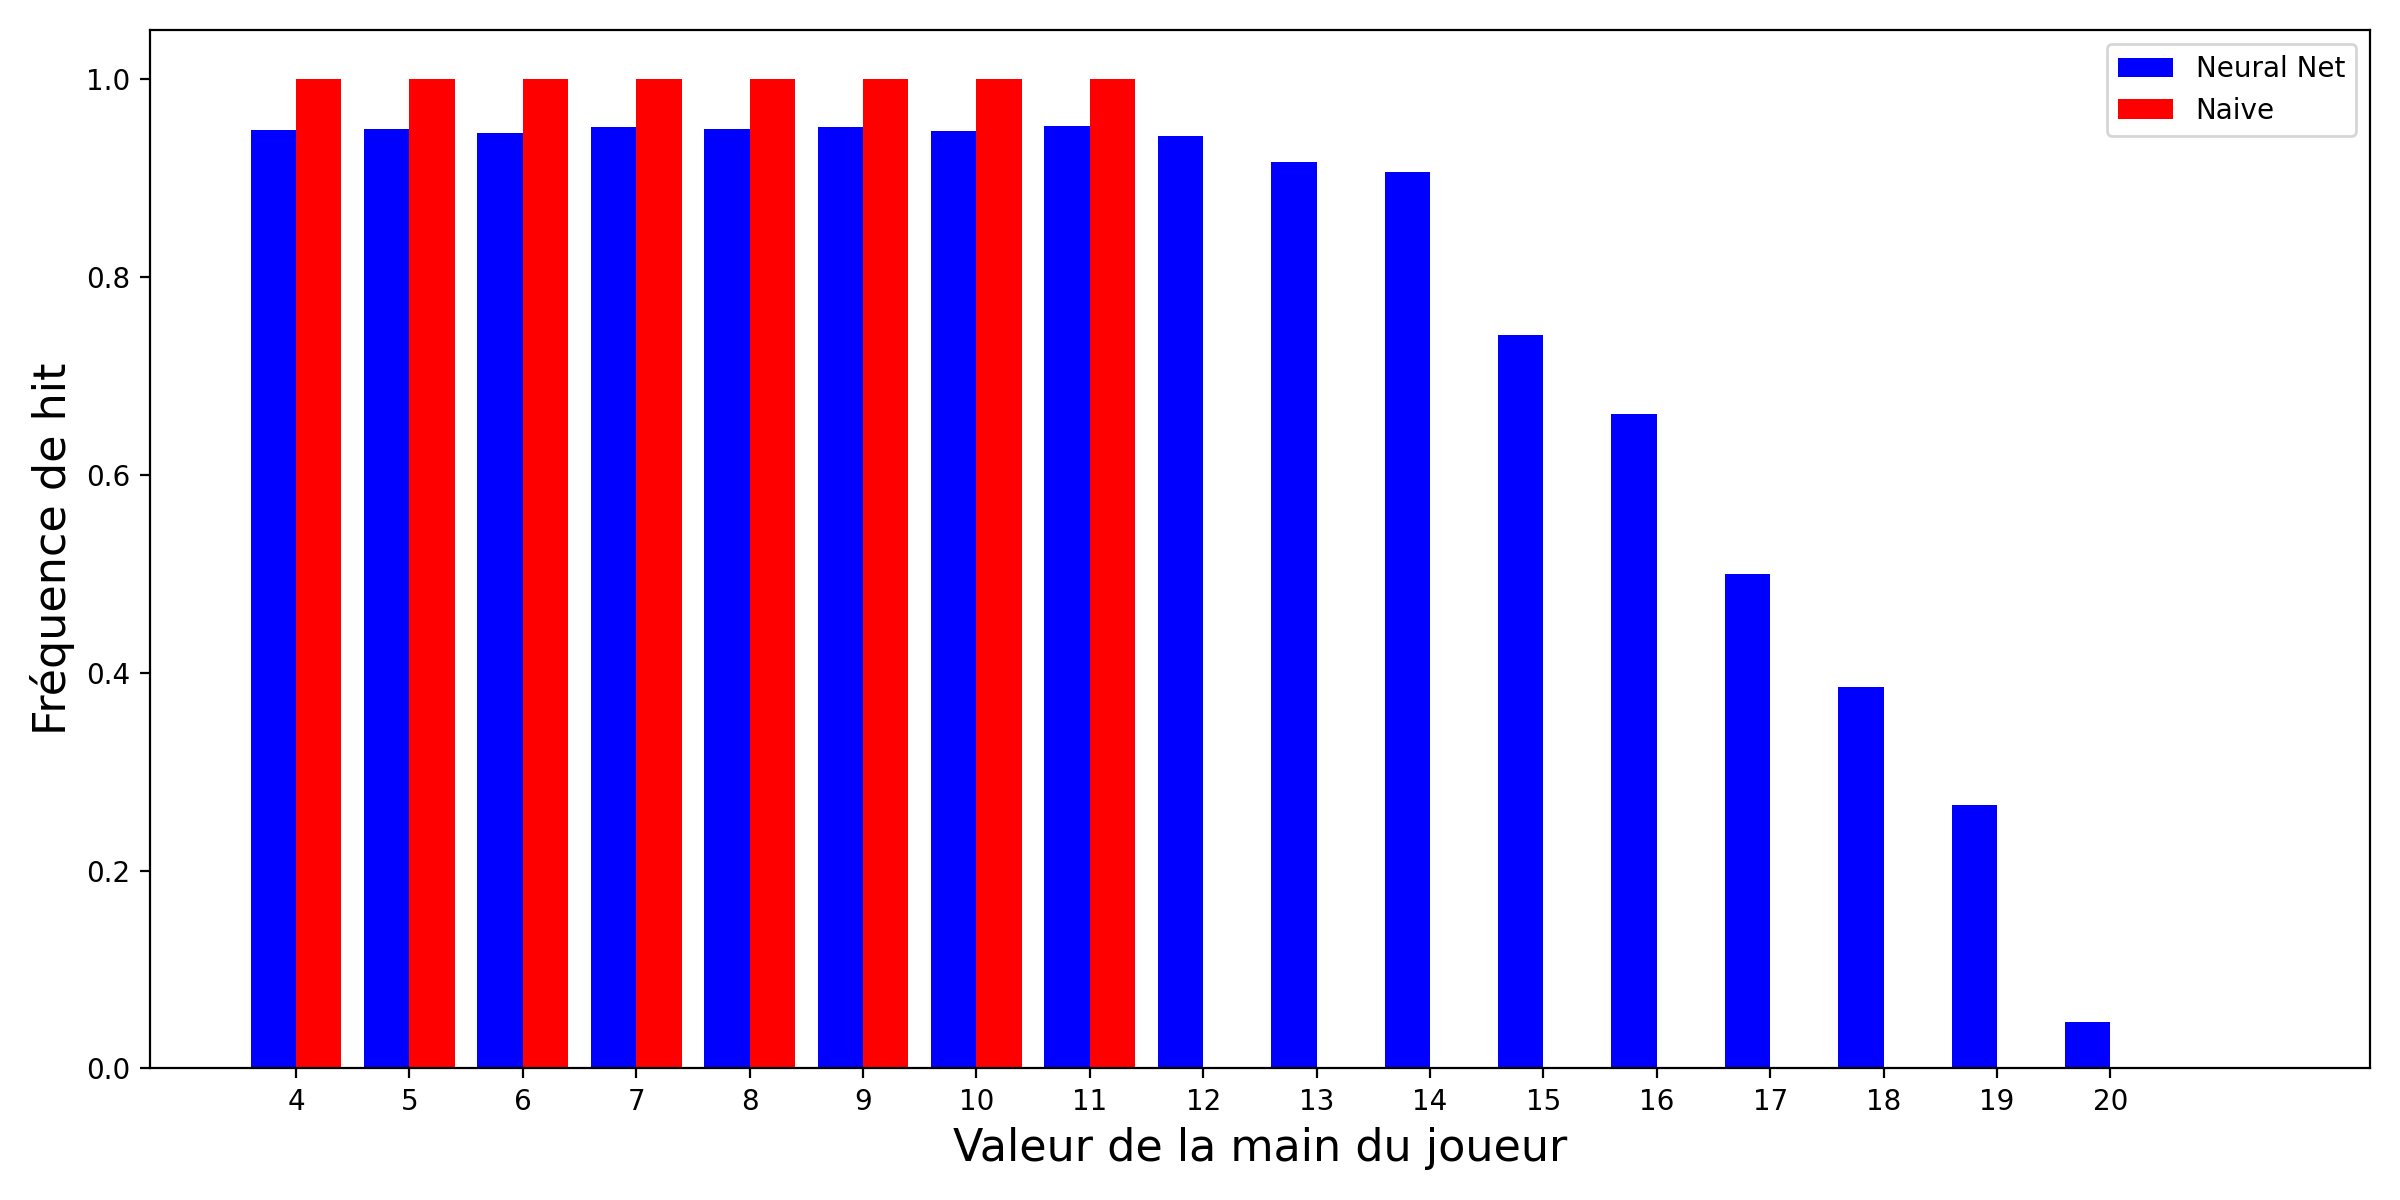 Neural Net
Naive
Fréquence de hit
1.0
0.8
0.6
0.4
0.2
0.0
4 5 6 7 8 9 10 11 12 13 14 15 16 17 18 19 20
Valeur de la main du joueur